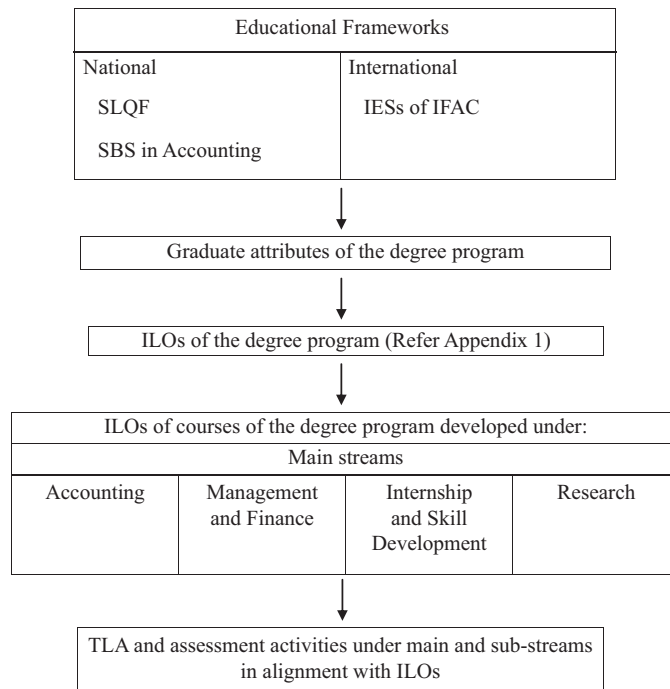 Educational Frameworks
National
SLQF
SBS in Accounting
International
IESs of IFAC
Graduate attributes of the degree program
ILOs of the degree program (Refer Appendix 1)
ILOs of courses of the degree program developed under:
Main streams
Accounting
Management
and Finance
Internship
and Skill
Development
Research
TLA and assessment activities under main and sub-streams
in alignment with ILOs